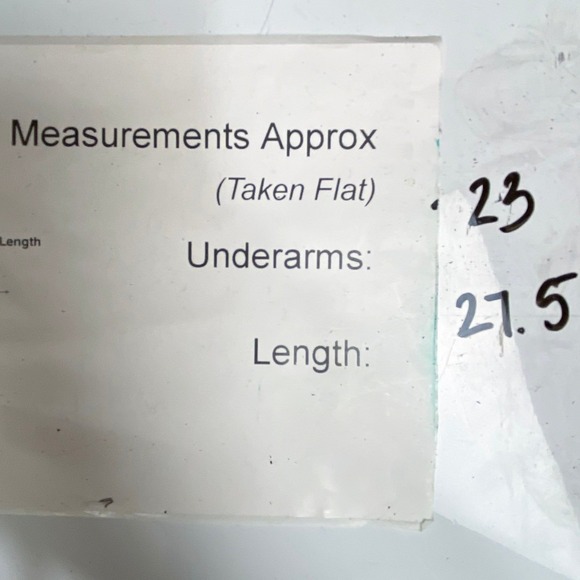 Measurements Approx
(Taken Flat)
23
Length
Underarms:
27.5
Length: